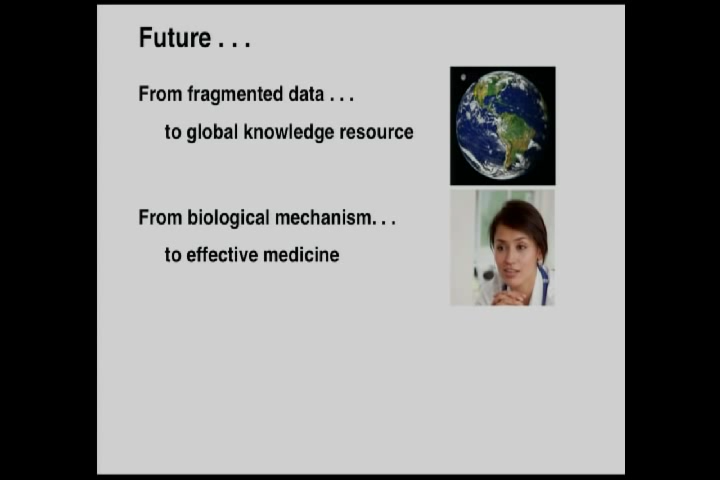 Future . . .
From fragmented data . . .
to global knowledge resource
From biological mechanism. . .
to effective medicine